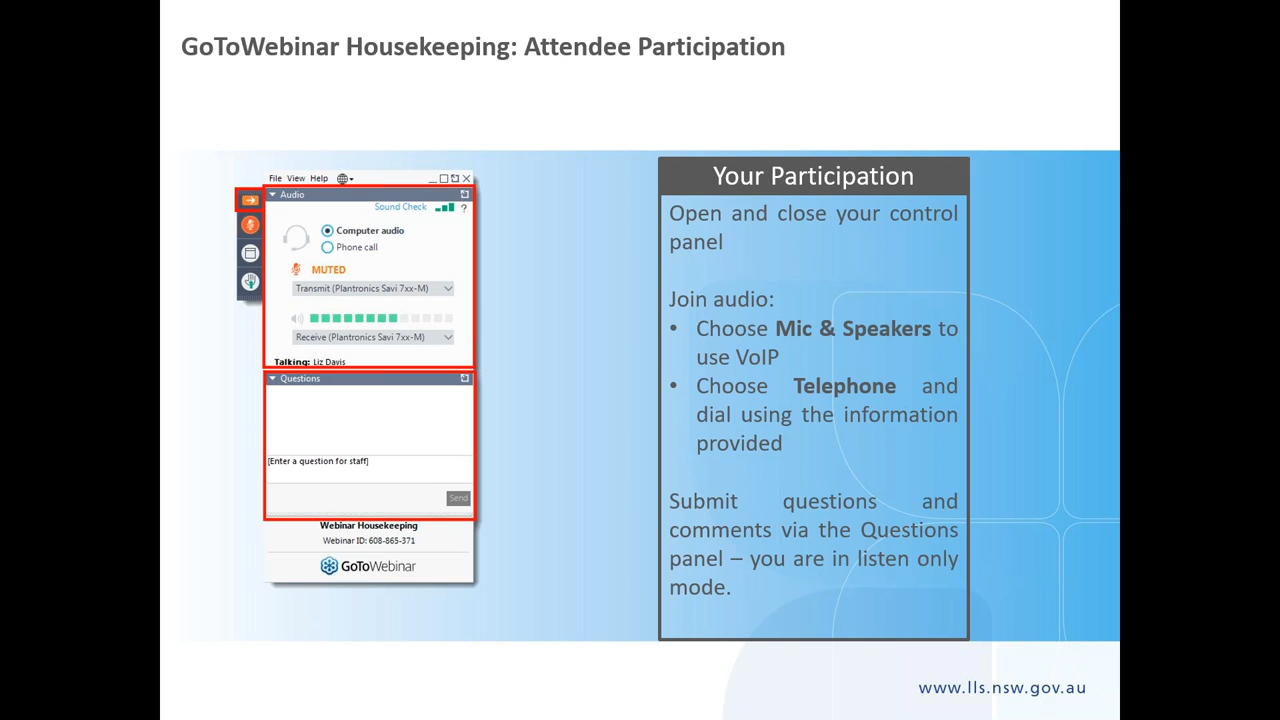 GoToWebinar Housekeeping: Attendee Participation
File View Help
Audio
Sound Check ?
Computer audio
Phone call
MUTED
Transmit (Plantronics Savi 7xx-M)
Receive (Plantronics Savi 7xx-M)
Talking: Liz Davis
Questions
[Enter a question for staff]
Send
Webinar Housekeeping
Webinar ID: 608-865-371
GoToWebinar
Your Participation
Open and close your control
panel
Join audio:
• Choose Mic & Speakers to
use VoIP
• Choose Telephone and
dial using the information
provided
Submit questions and
comments via the Questions
panel – you are in listen only
mode.
www.lls.nsw.gov.au